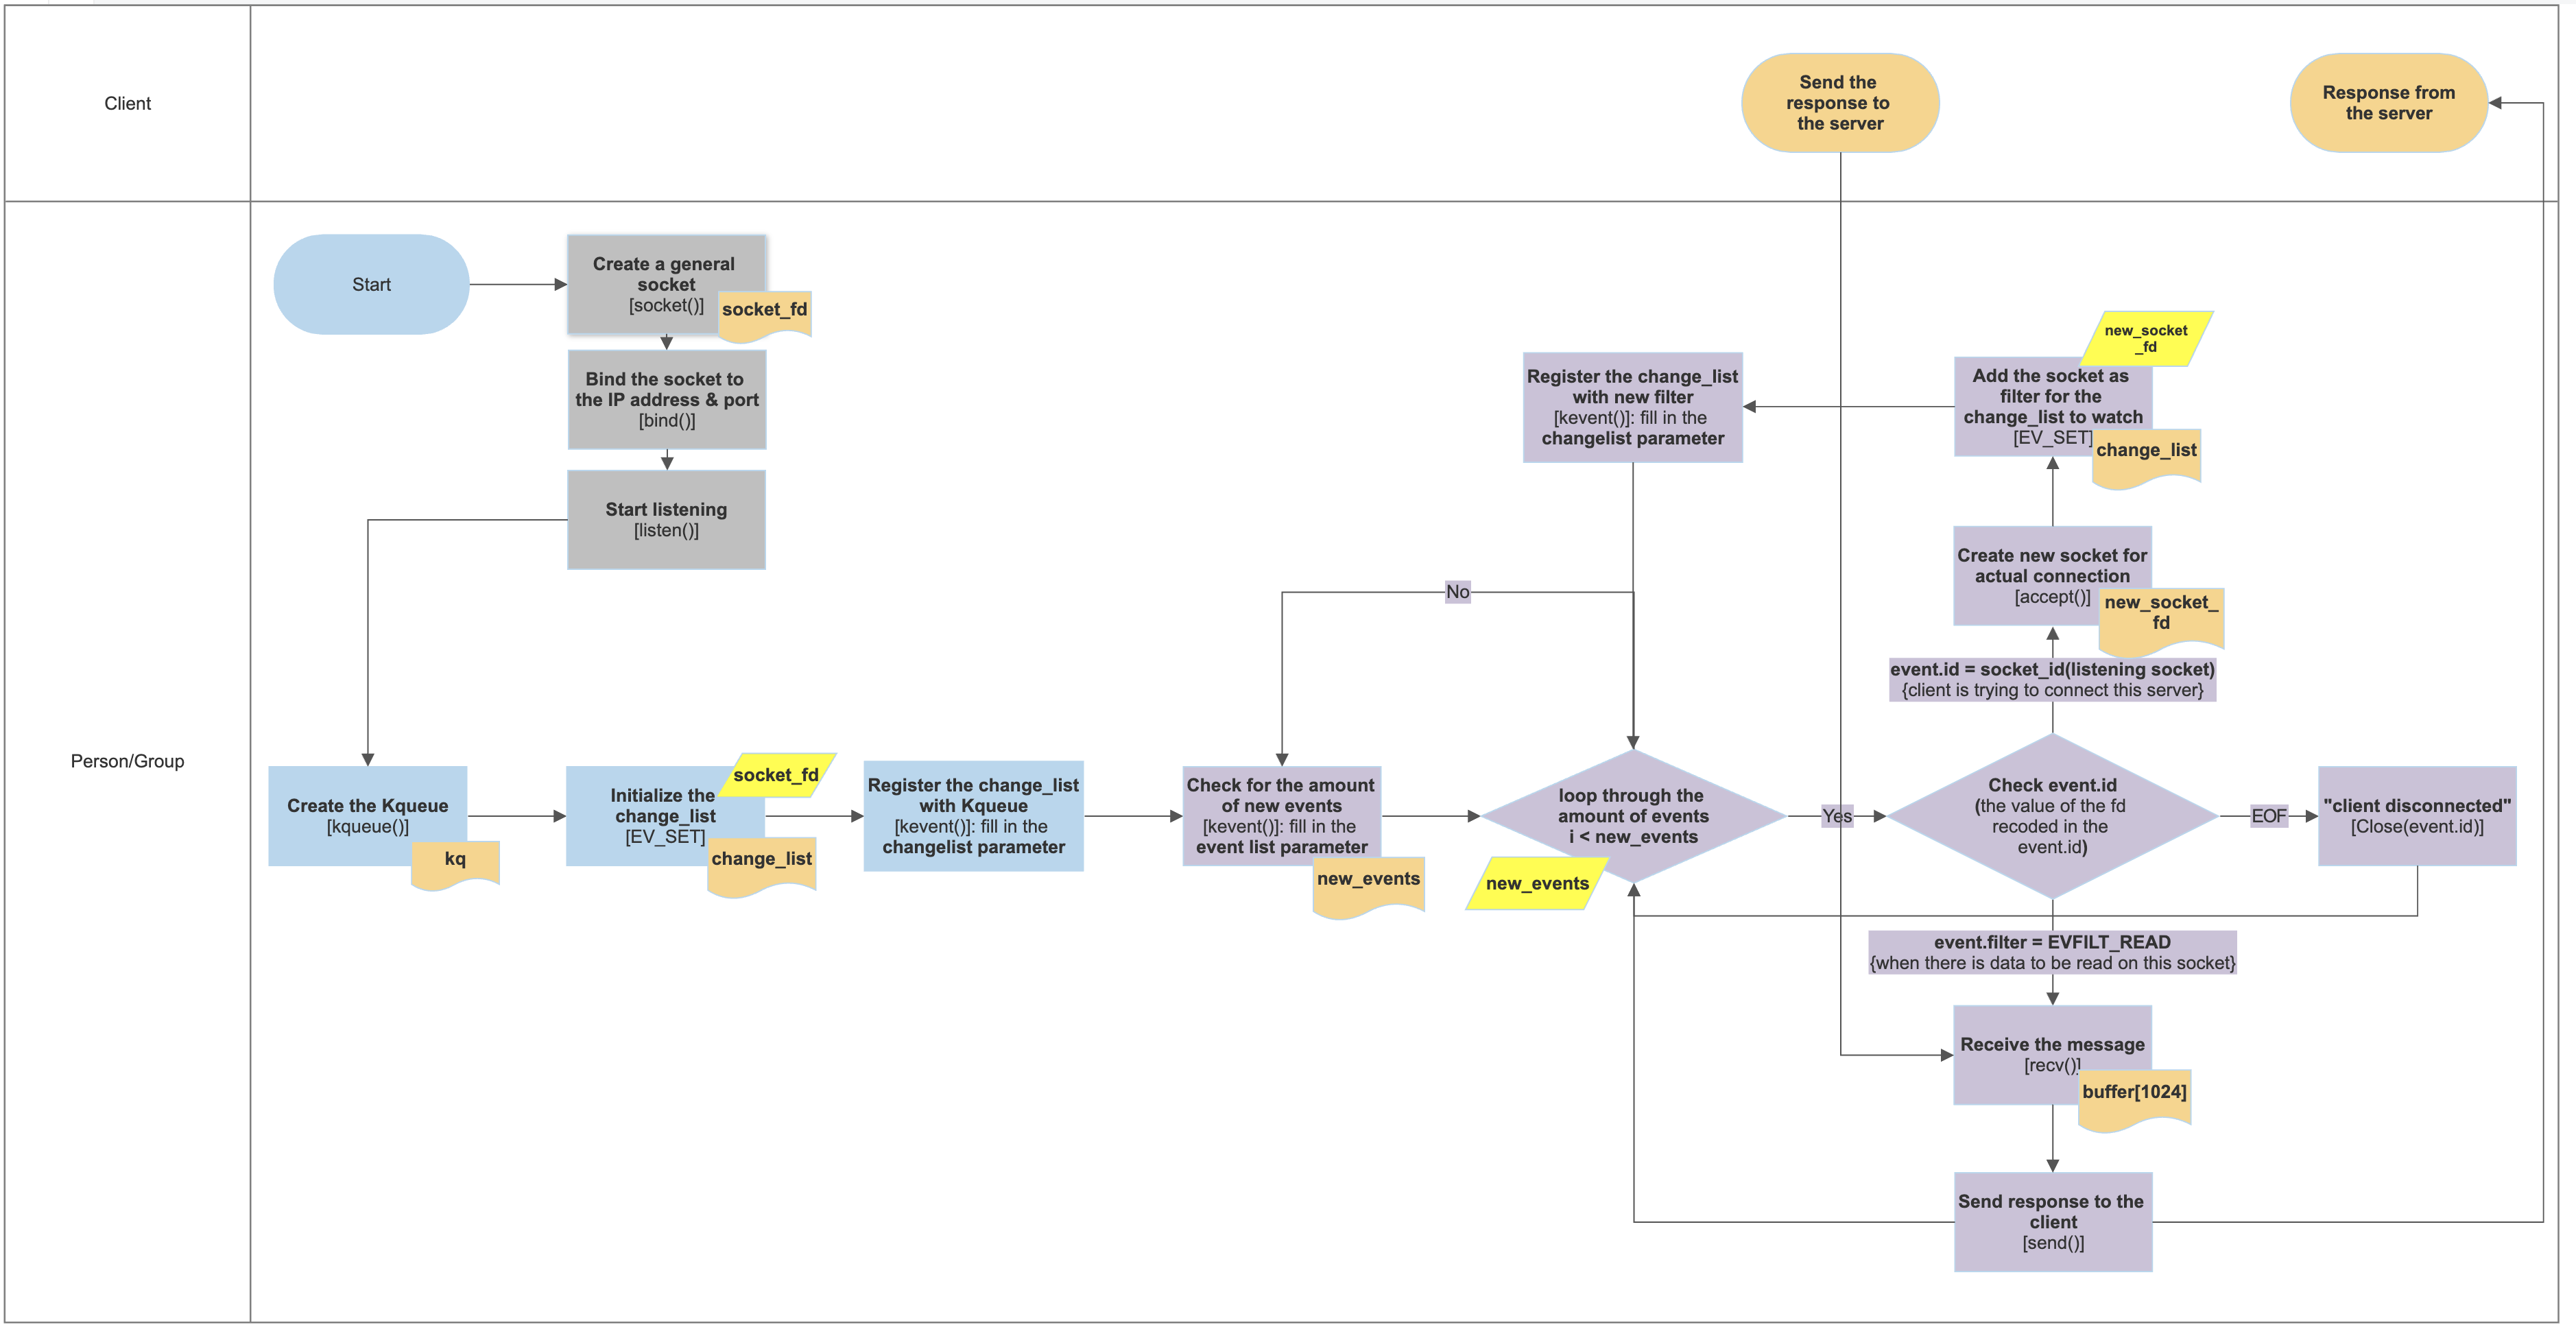 Client
Send the
response to
the server
Response from
the server
Person/Group
Start
Create a general
socket
[socket()]
socket_fd
Bind the socket to
the IP address & port
[bind()]
Start listening
[listen()]
Create the Kqueue
[kqueue()]
kq
Initialize the
change_list
[EV_SET]
socket_fd
change_list
Register the change_list
with Kqueue
[kevent()]: fill in the
changelist parameter
Check for the amount
of new events
[kevent()]: fill in the
event list parameter
new_events
No
loop through the
amount of events
i < new_events
new_events
Yes
Check event.id
(the value of the fd
recoded in the
event.id)
EOF
"client disconnected"
[Close(event.id)]
event.id = socket_id(listening socket)
{client is trying to connect this server}
Create new socket for
actual connection
[accept()]
new_socket_
fd
new_socket
_fd
Add the socket as
filter for the
change_list to watch
[EV_SET]
change_list
Register the change_list
with new filter
[kevent()]: fill in the
changelist parameter
event.filter = EVFILT_READ
{when there is data to be read on this socket}
Receive the message
[recv()]
buffer[1024]
Send response to the
client
[send()]